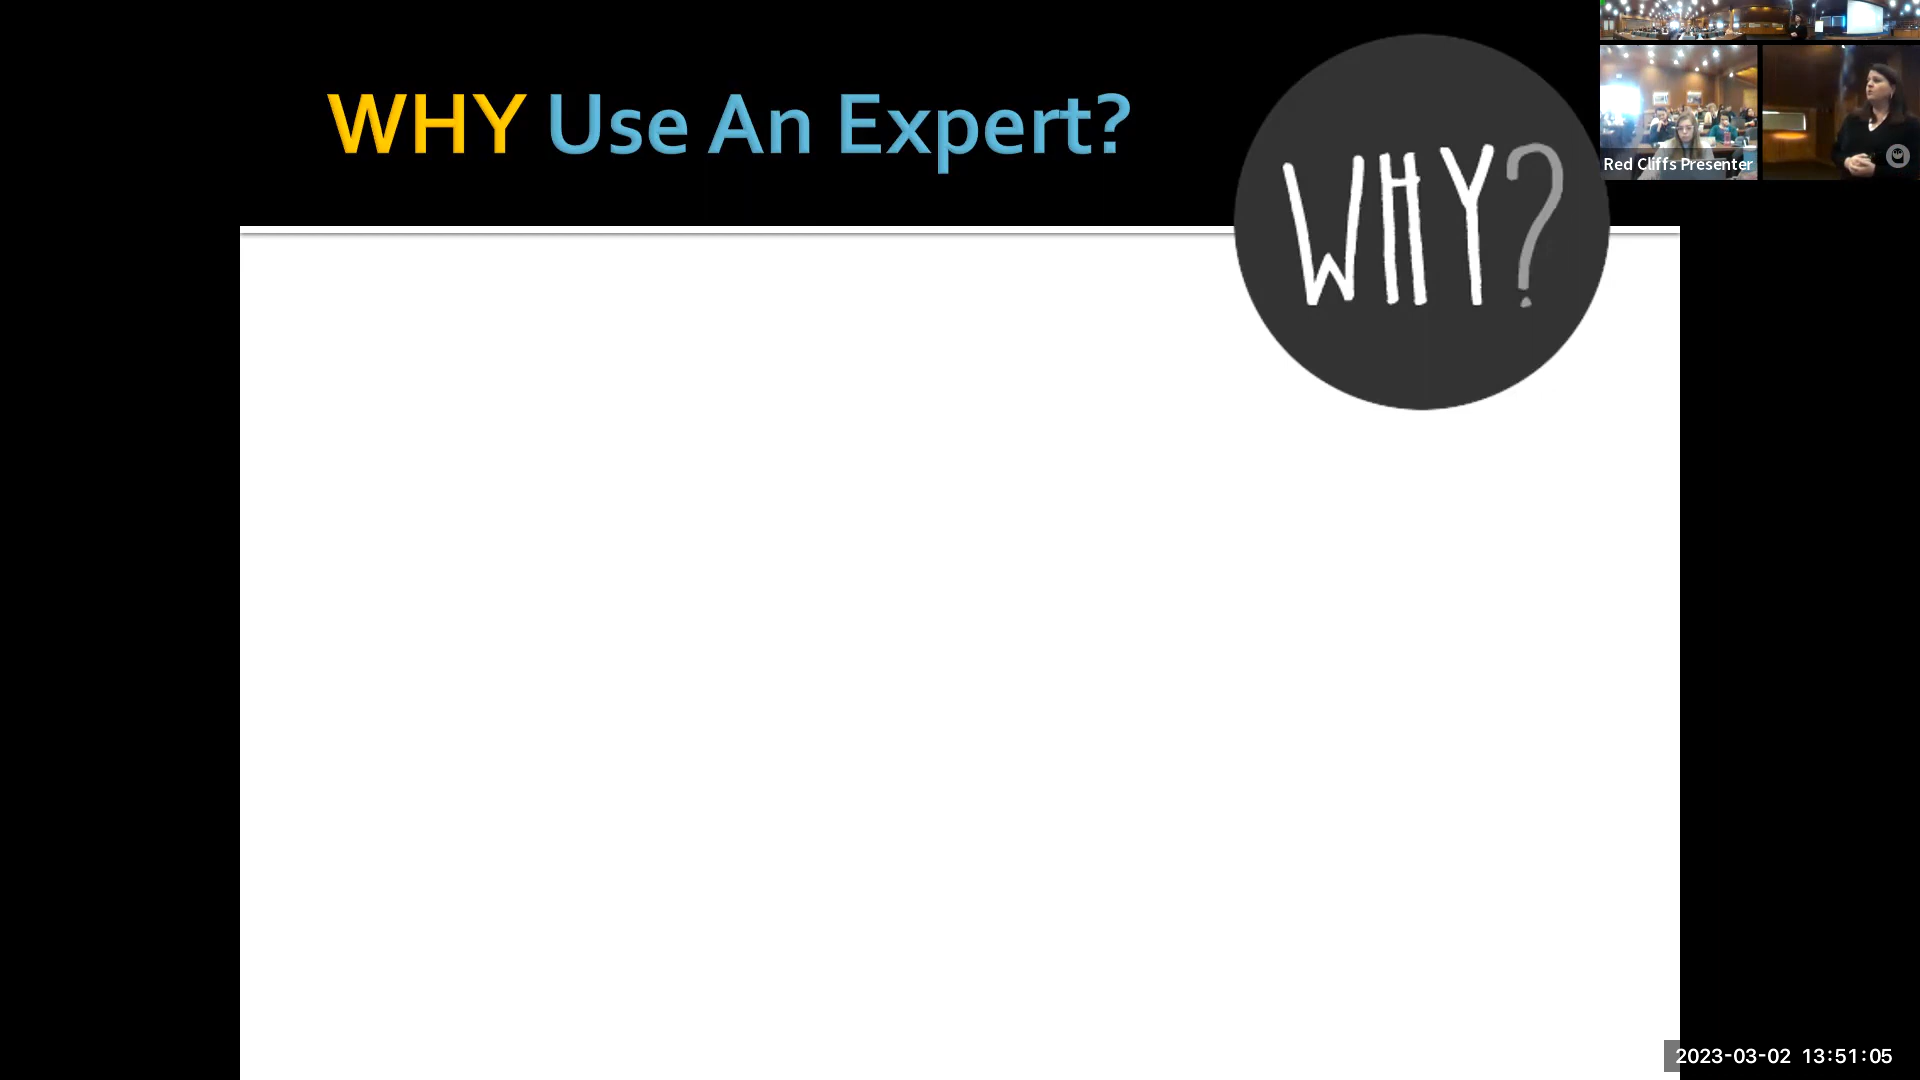 WHY Use An Expert?
WHY?
Red Cliffs Presenter
2023-03-02 13:51:05